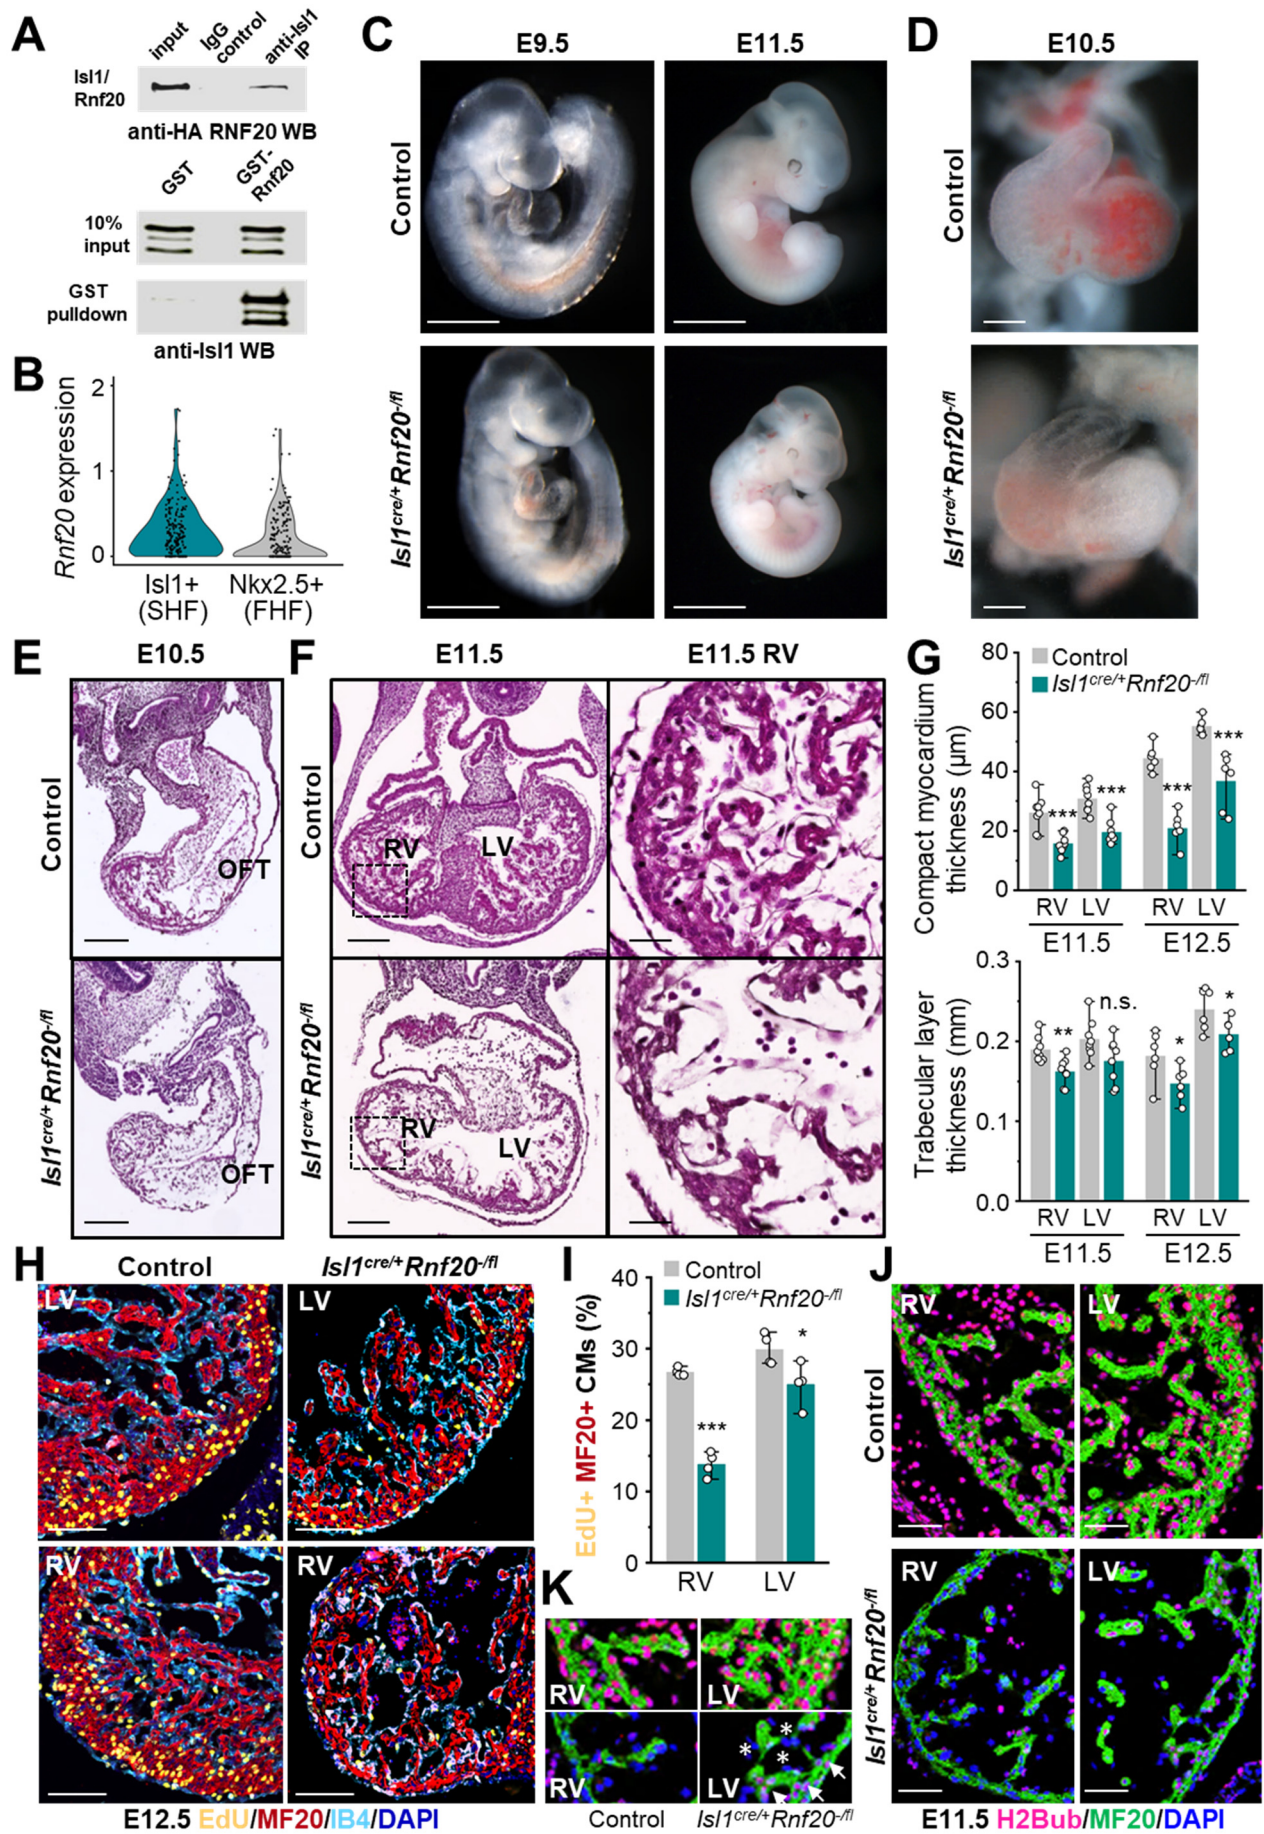 A
input
IgG control
anti-Isl1 IP
Isl1/
Rnf20
anti-HA RNF20 WB
GST
GST-
Rnf20
10%
input
GST
pulldown
anti-Isl1 WB
B
Rnf20 expression
2
1
0
Isl1+
(SHF)
Nkx2.5+
(FHF)
C
E9.5
E11.5
Control
Isl1cre/+Rnf20-/fl
D
E10.5
Control
Isl1cre/+Rnf20-/fl
E
E10.5
Control
OFT
Isl1cre/+Rnf20-/fl
OFT
F
E11.5
E11.5 RV
Control
RV
LV
Isl1cre/+Rnf20-/fl
RV
LV
G
Control
Isl1cre/+Rnf20-/fl
Compact myocardium
thickness (µm)
80
60
40
20
0
***
***
***
***
RV LV RV LV
E11.5 E12.5
Trabecular layer
thickness (mm)
0.3
0.2
0.1
0.0
**
n.s.
*
*
RV LV RV LV
E11.5 E12.5
H
Control
Isl1cre/+Rnf20-/fl
LV
LV
RV
RV
E12.5 EdU/MF20/IB4/DAPI
I
Control
Isl1cre/+Rnf20-/fl
EdU+ MF20+ CMs (%)
40
30
20
10
0
***
*
RV LV
J
RV
LV
Control
RV
LV
Isl1cre/+Rnf20-/fl
E11.5 H2Bub/MF20/DAPI
K
RV
LV
RV
LV
*
*
*
Control
Isl1cre/+Rnf20-/fl